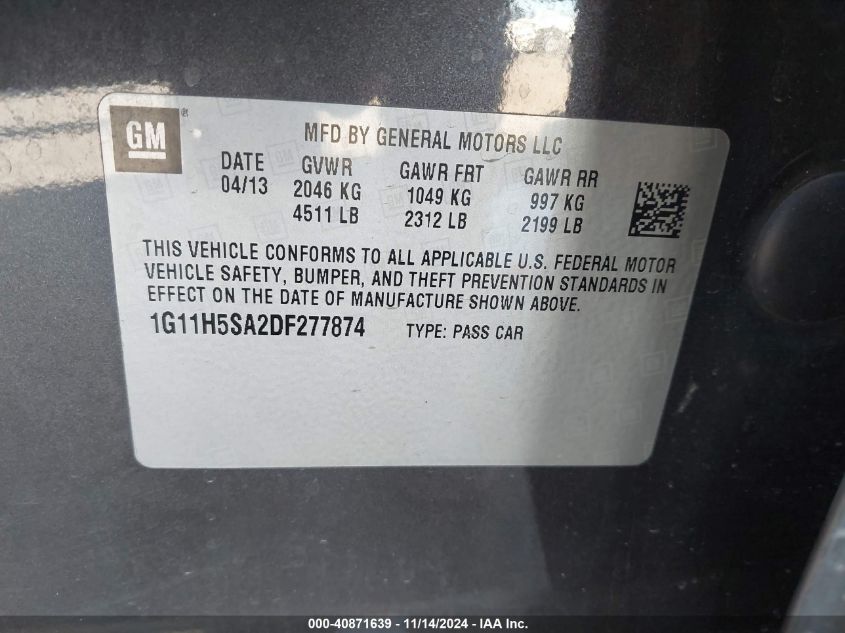 GM ®
MFD BY GENERAL MOTORS LLC
DATE GVWR GAWR FRT GAWR RR
04/13 2046 KG 1049 KG 997 KG
4511 LB 2312 LB 2199 LB
THIS VEHICLE CONFORMS TO ALL APPLICABLE U.S. FEDERAL MOTOR
VEHICLE SAFETY, BUMPER, AND THEFT PREVENTION STANDARDS IN
EFFECT ON THE DATE OF MANUFACTURE SHOWN ABOVE.
1G11H5SA2DF277874 TYPE: PASS CAR
000-40871639 - 11/14/2024 - IAA Inc.